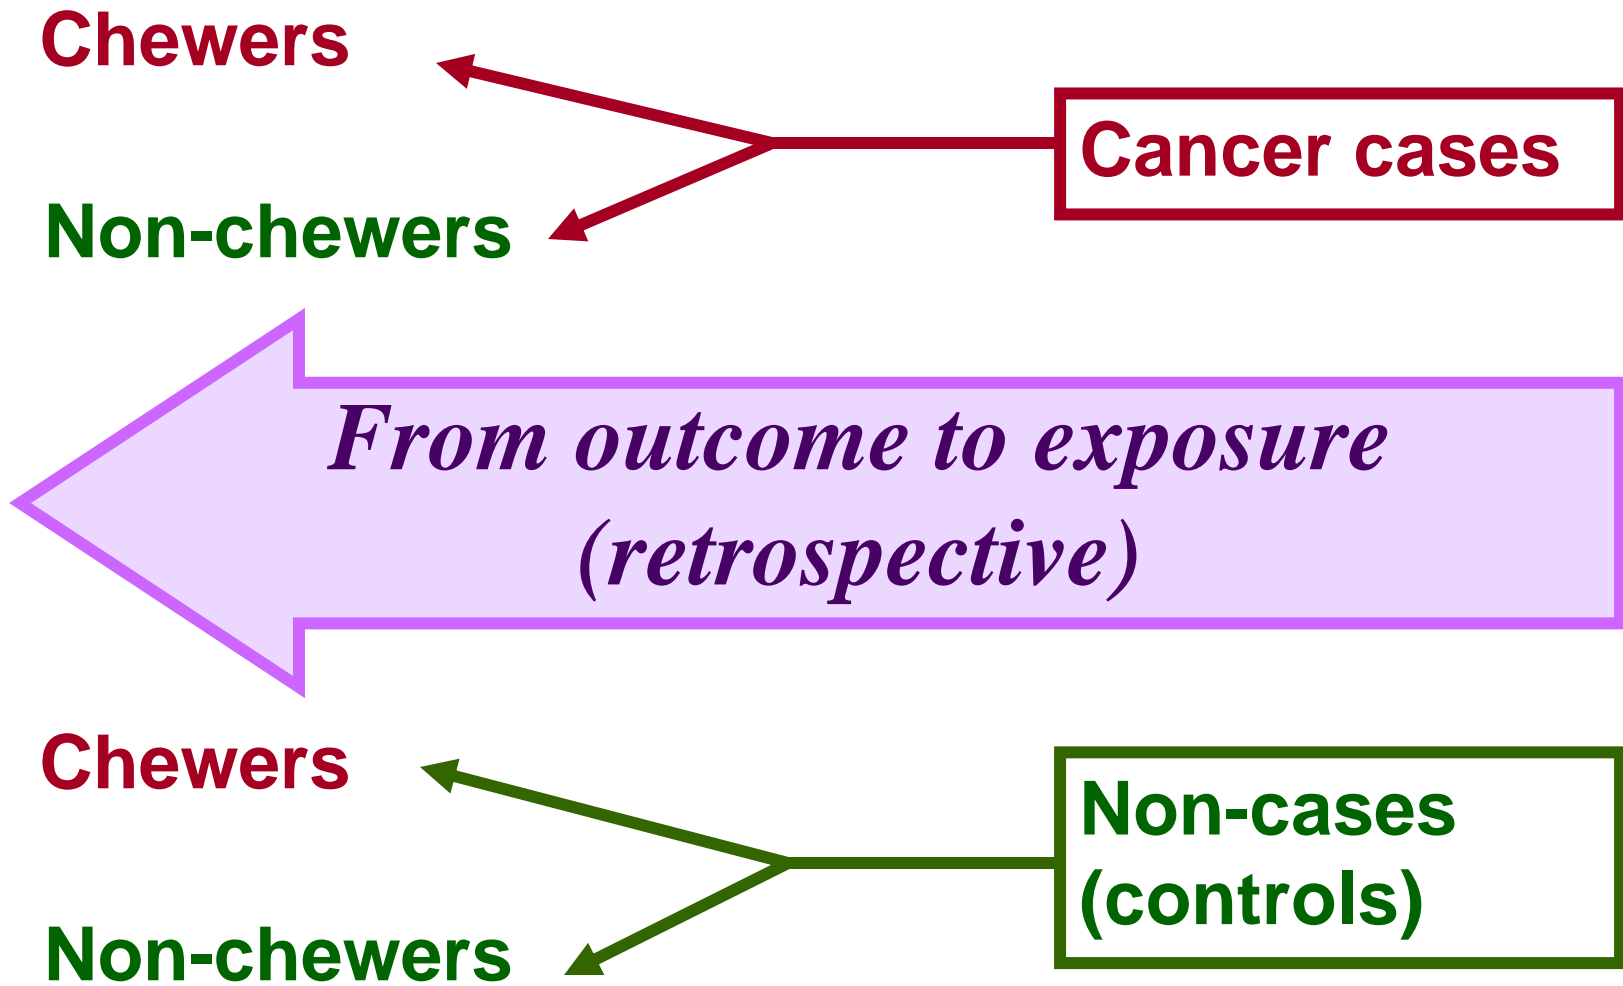 Chewers
Cancer cases
Non-chewers
From outcome to exposure
(retrospective)
Chewers
Non-cases
(controls)
Non-chewers